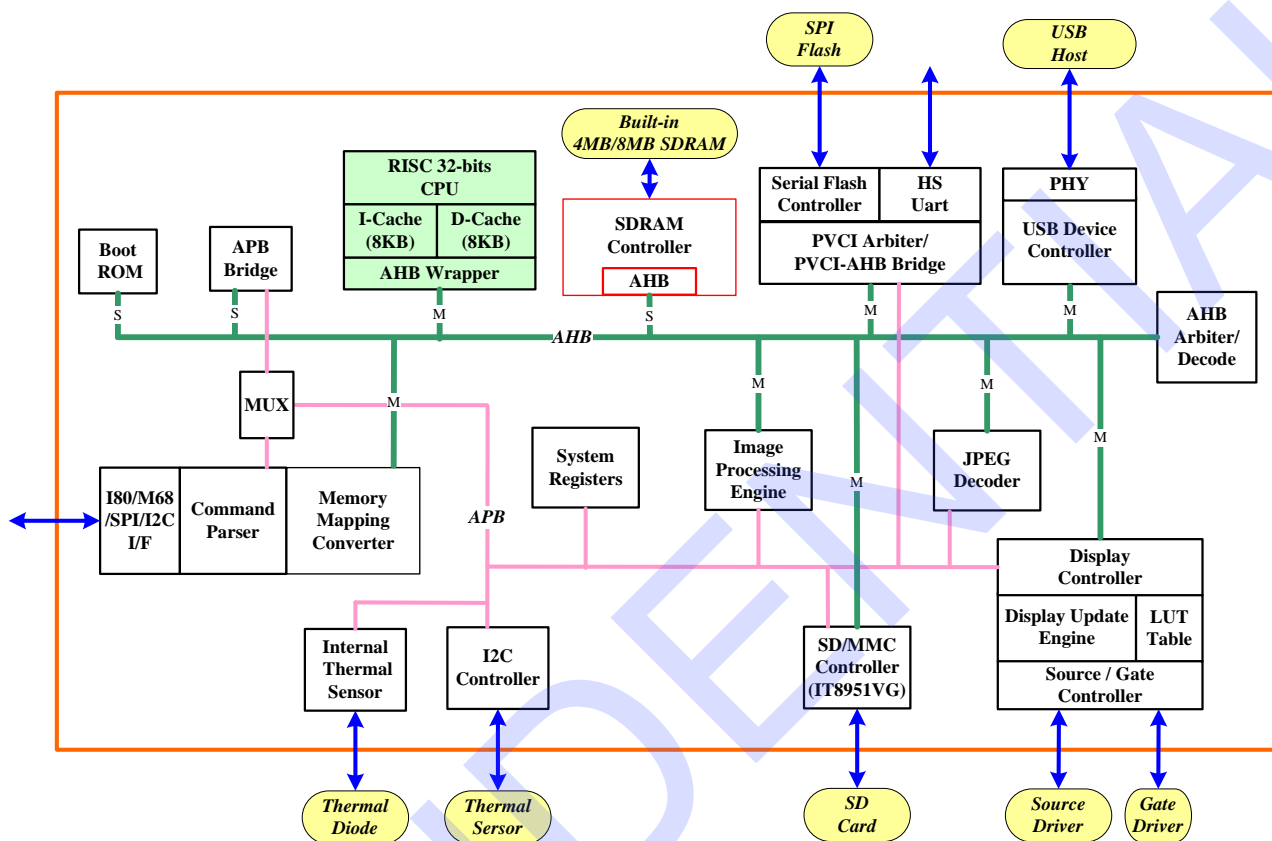 SPI
Flash
USB
Host
Built-in
4MB/8MB SDRAM
RISC 32-bits
CPU
I-Cache
(8KB)
D-Cache
(8KB)
AHB Wrapper
SDRAM
Controller
AHB
Serial Flash
Controller
HS
Uart
PVCI Arbiter/
PVCI-AHB Bridge
PHY
USB Device
Controller
Boot
ROM
APB
Bridge
AHB
Arbiter/
Decode
S
S
M
S
M
M
AHB
MUX
M
M
M
M
M
System
Registers
Image
Processing
Engine
JPEG
Decoder
I80/M68
/SPI/I2C
I/F
Command
Parser
Memory
Mapping
Converter
APB
Display
Controller
Display Update
Engine
LUT
Table
Source / Gate
Controller
Internal
Thermal
Sensor
I2C
Controller
SD/MMC
Controller
(IT8951VG)
Thermal
Diode
Thermal
Sersor
SD
Card
Source
Driver
Gate
Driver
DENTIA